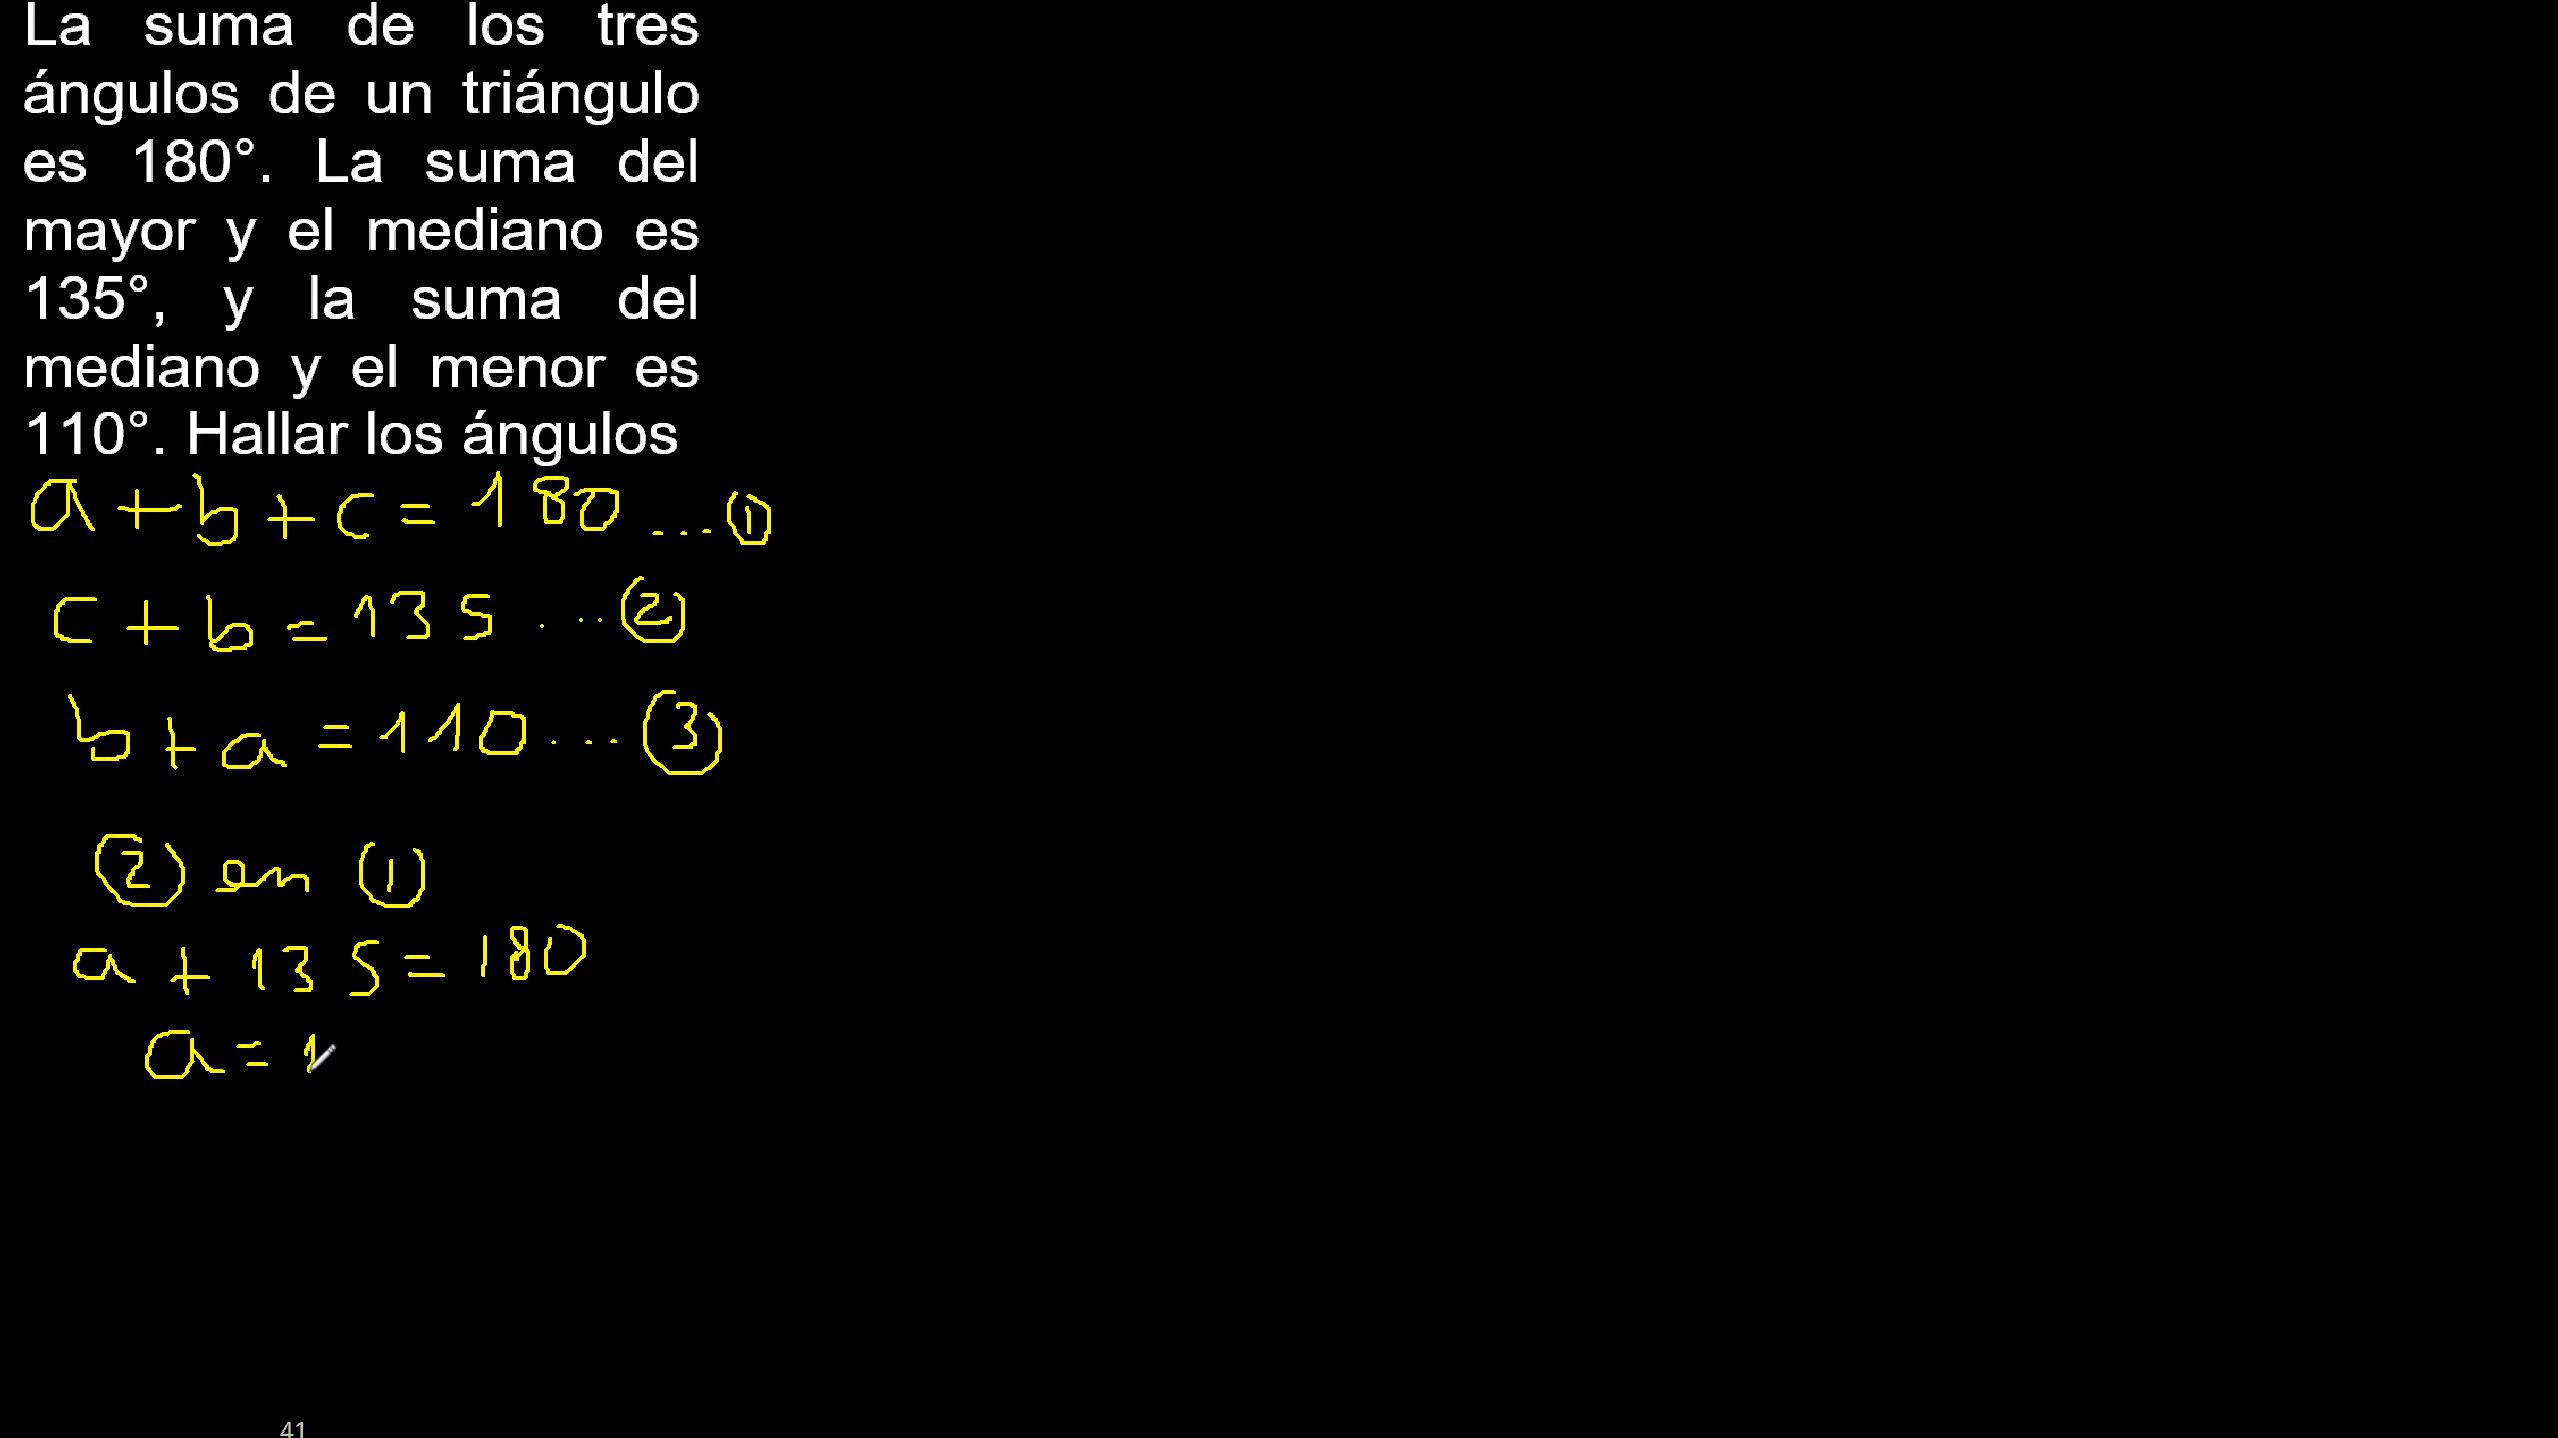 La suma de los tres
ángulos de un triángulo
es 180°. La suma del
mayor y el mediano es
135°, y la suma del
mediano y el menor es
110°. Hallar los ángulos
a+b+c=180 ...①
c+b=135 ...②
b+a=110...③
② en ①
a+135=180
a=1
41